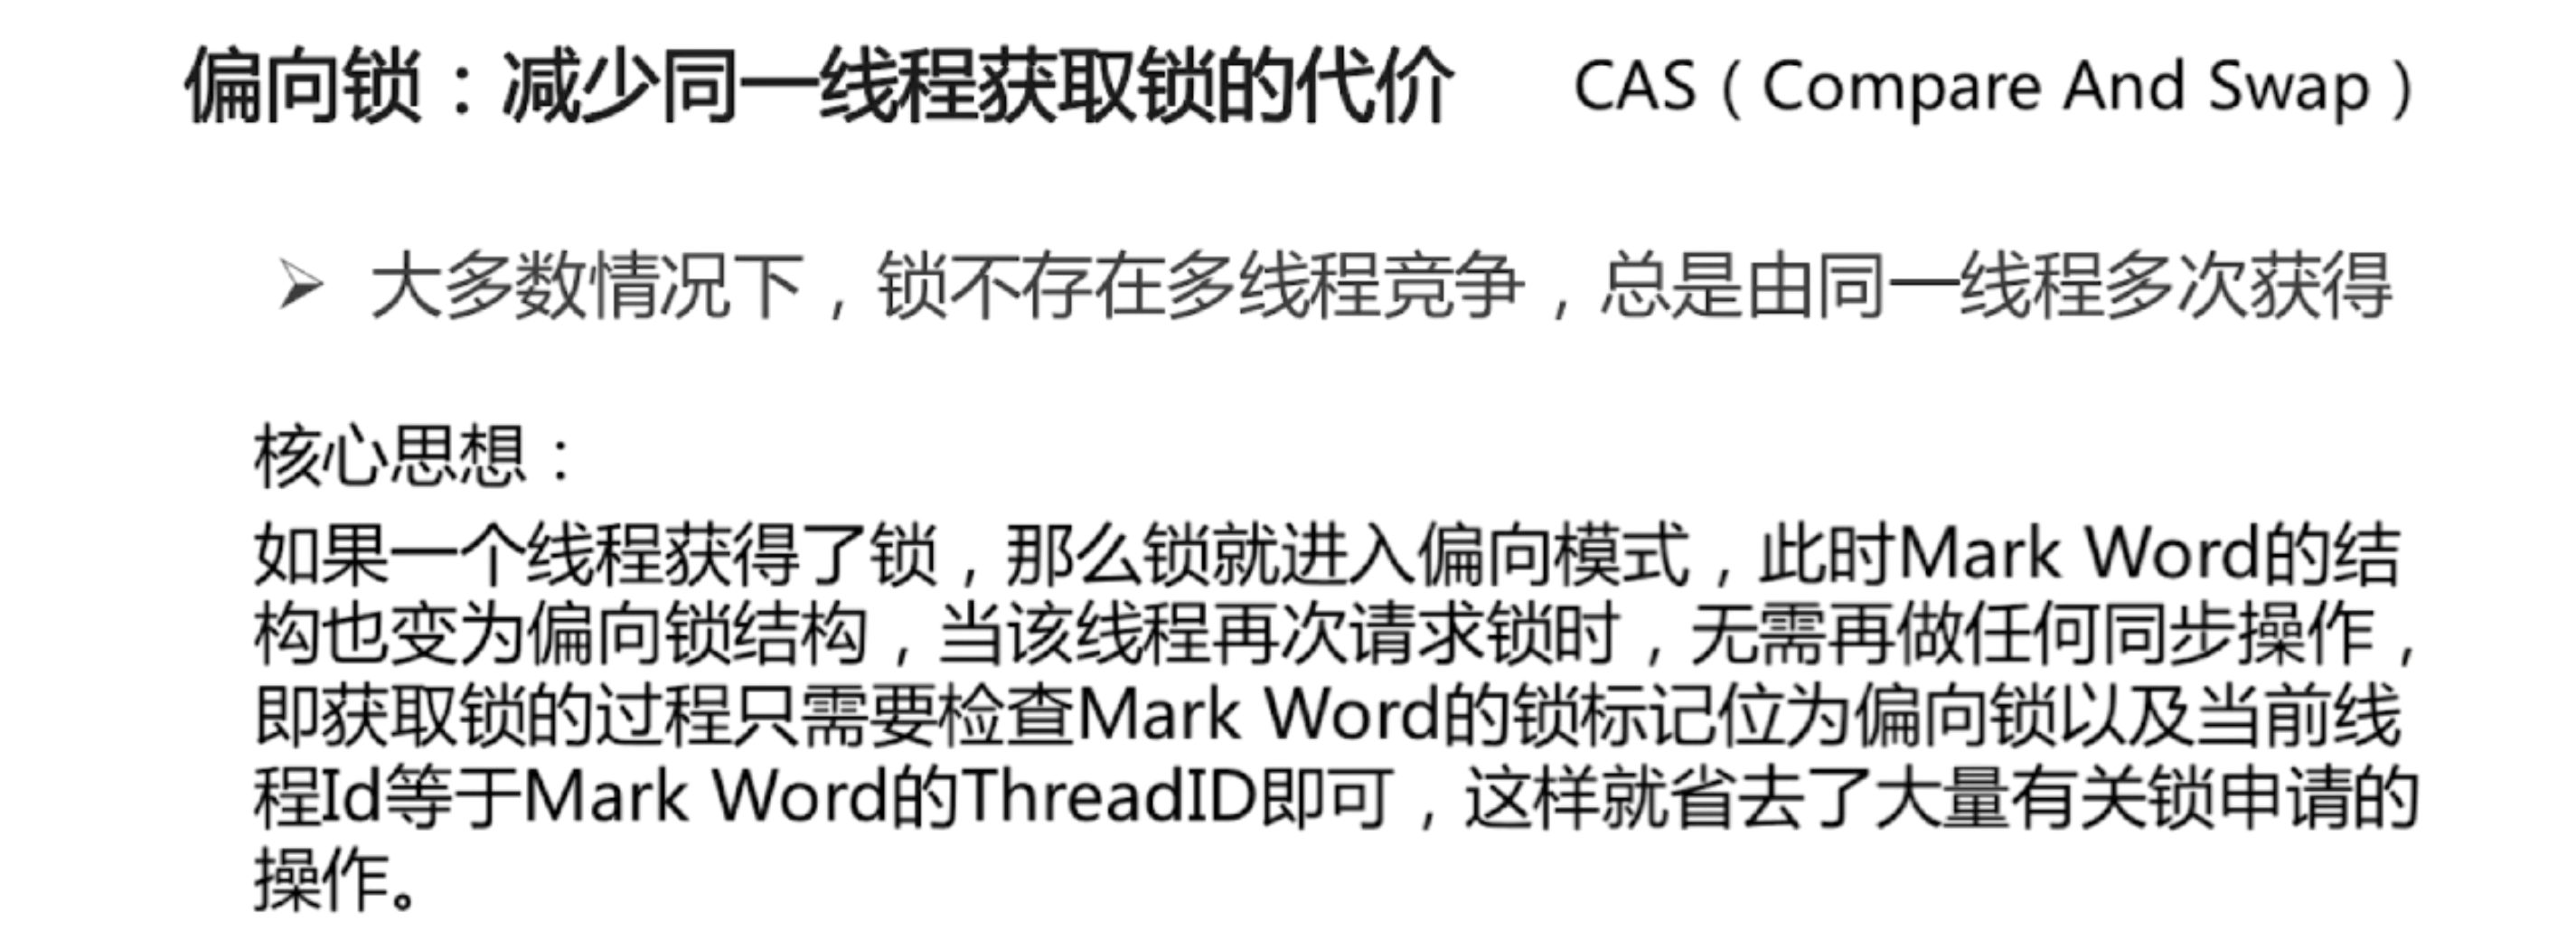 偏向锁：减少同一线程获取锁的代价 CAS（Compare And Swap）
大多数情况下，锁不存在多线程竞争，总是由同一线程多次获得
核心思想：
如果一个线程获得了锁，那么锁就进入偏向模式，此时Mark Word的结
构也变为偏向锁结构，当该线程再次请求锁时，无需再做任何同步操作，
即获取锁的过程只需要检查Mark Word的锁标记位为偏向锁以及当前线
程Id等于Mark Word的ThreadID即可，这样就省去了大量有关锁申请的
操作。